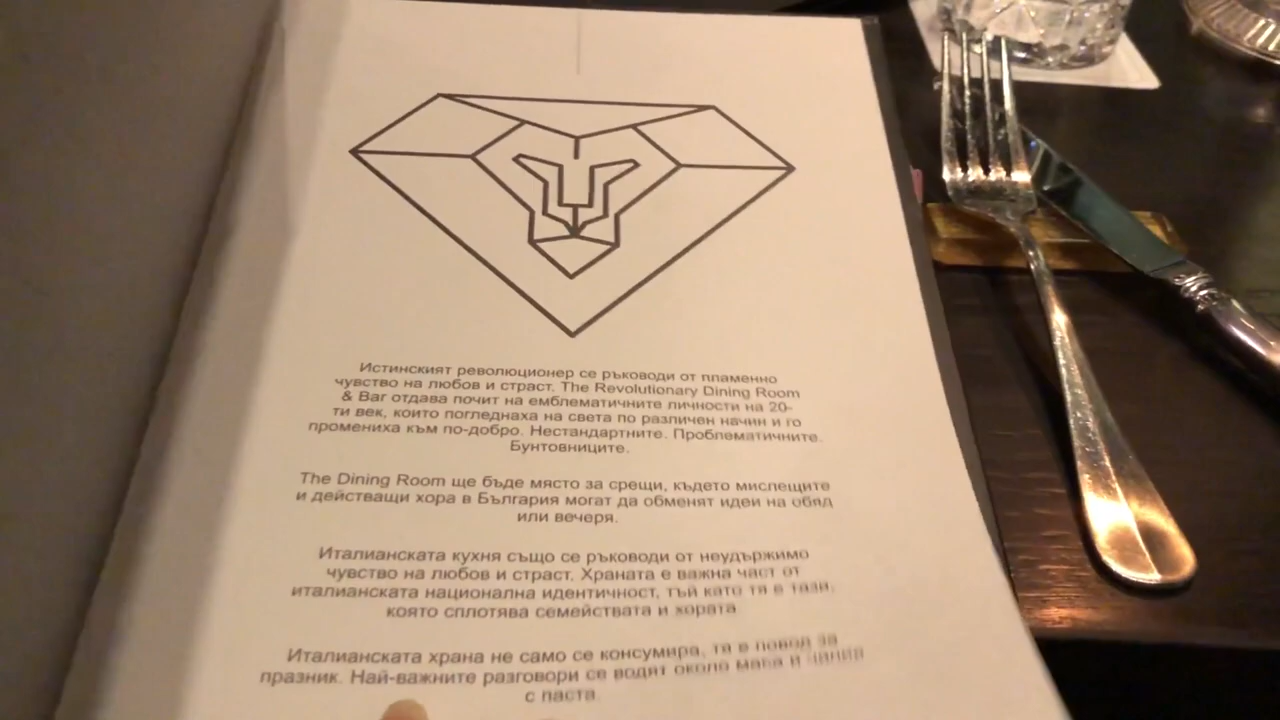 Истинският революционер се ръководи от пламенно
чувство на любов и страст. The Revolutionary Dining Room
& Bar отдава почит на емблематичните личности на 20-
ти век, които погледнаха на света по различен начин и го
промениха към по-добро. Нестандартните. Проблематичните.
Бунтовниците.
The Dining Room ще бъде място за срещи, където мислещите
и действащи хора в България могат да обменят идеи на обяд
или вечеря.
Италианската кухня също се ръководи от неудържимо
чувство на любов и страст. Храната е важна част от
италианската национална идентичност, тъй като тя е тази,
която сплотява семействата и хората
Италианската храна не само се консумира, тя е повод за
празник. Най-важните разговори се водят около маса и чиния
с паста.